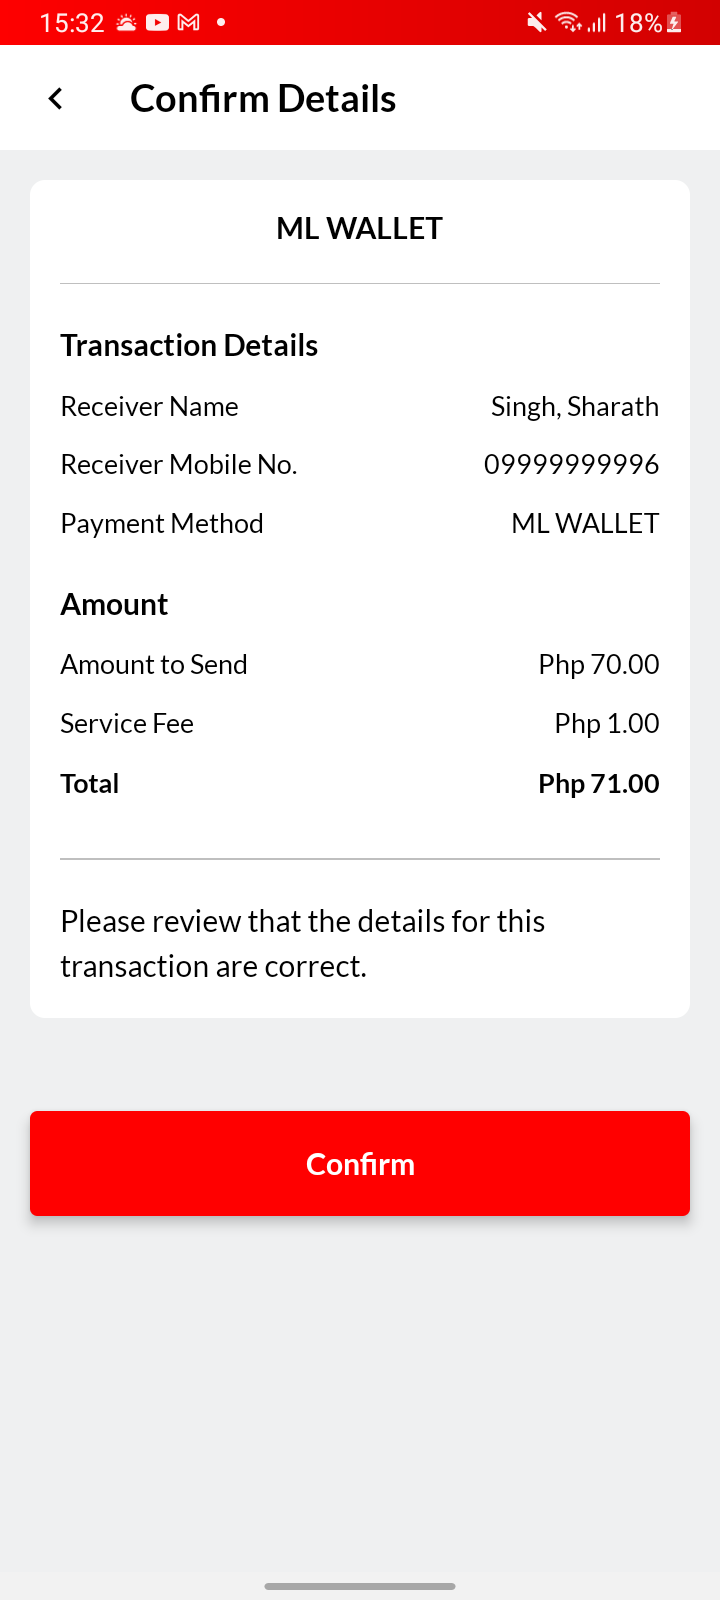 15:32
18%
Confirm Details
ML WALLET
Transaction Details
Receiver Name Singh, Sharath
Receiver Mobile No. 09999999996
Payment Method ML WALLET
Amount
Amount to Send Php 70.00
Service Fee Php 1.00
Total Php 71.00
Please review that the details for this
transaction are correct.
Confirm